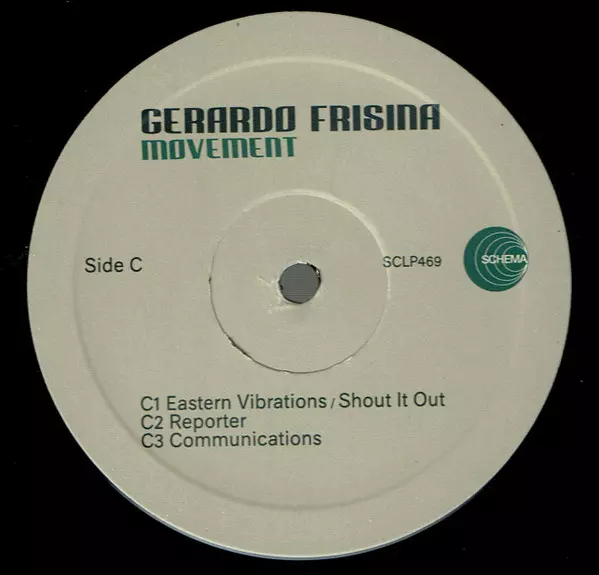 GERARDO FRISINA
MOVEMENT
Side C
SCLP469
SCHEMA
C1 Eastern Vibrations / Shout It Out
C2 Reporter
C3 Communications